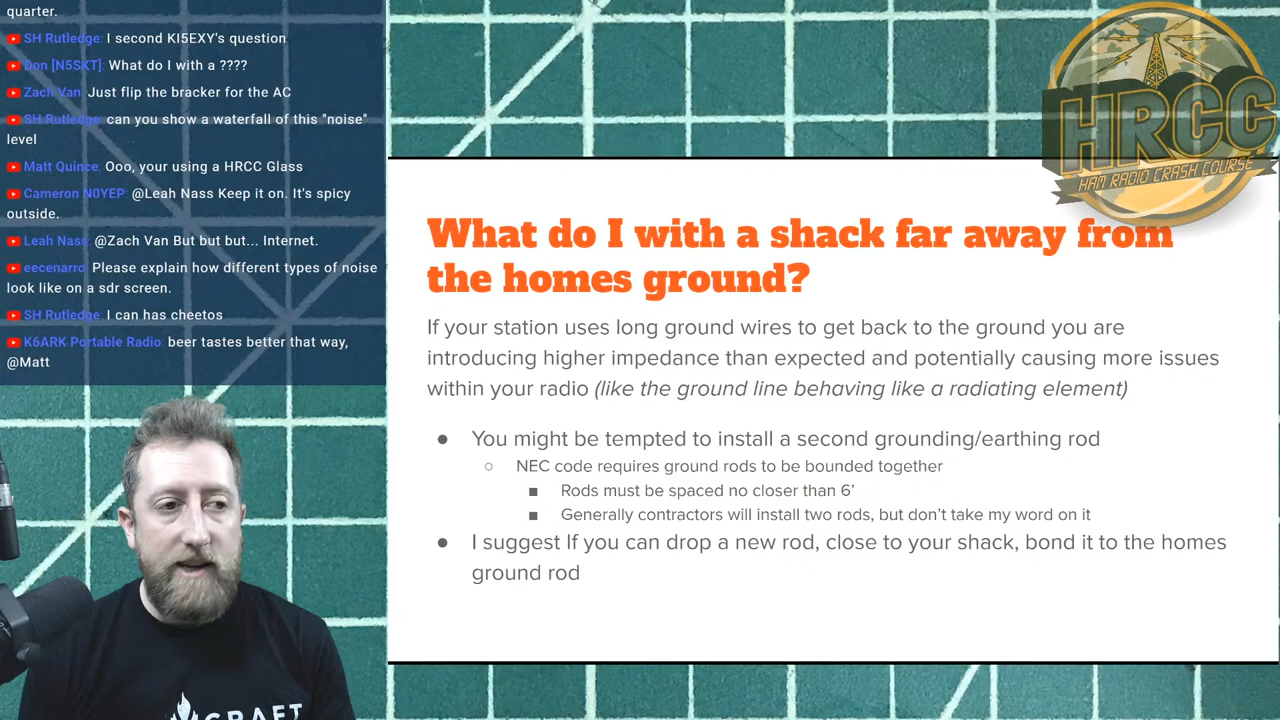 quarter.
SH Rutledge: I second KI5EXY's question
Don [N5SKT]: What do I with a ????
Zach Van: Just flip the bracker for the AC
SH Rutledge: can you show a waterfall of this "noise"
level
Matt Quince: Ooo, your using a HRCC Glass
Cameron N0YEP: @Leah Nass Keep it on. It's spicy
outside.
Leah Nass: @Zach Van But but but... Internet.
eecenarro: Please explain how different types of noise
look like on a sdr screen.
SH Rutledge: I can has cheetos
K6ARK Portable Radio: beer tastes better that way,
@Matt
HRCC
HAM RADIO CRASH COURSE
What do I with a shack far away from
the homes ground?
If your station uses long ground wires to get back to the ground you are
introducing higher impedance than expected and potentially causing more issues
within your radio (like the ground line behaving like a radiating element)
● You might be tempted to install a second grounding/earthing rod
○ NEC code requires ground rods to be bounded together
■ Rods must be spaced no closer than 6’
■ Generally contractors will install two rods, but don’t take my word on it
● I suggest If you can drop a new rod, close to your shack, bond it to the homes
ground rod
CRAFT